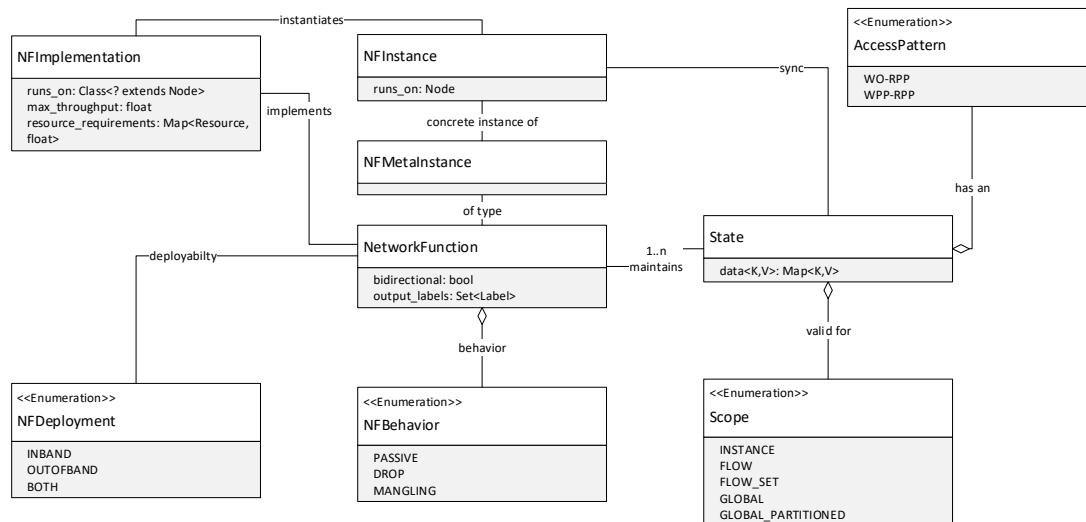 instantiates
NFImplementation
runs_on: Class<? extends Node>
max_throughput: float
resource_requirements: Map<Resource,
float>
NFInstance
runs_on: Node
<<Enumeration>>
AccessPattern
WO-RPP
WPP-RPP
sync
implements
concrete instance of
NFMetaInstance
of type
has an
NetworkFunction
bidirectional: bool
output_labels: Set<Label>
deployabilty
1..n
maintains
State
data<K,V>: Map<K,V>
behavior
valid for
<<Enumeration>>
NFDeployment
INBAND
OUTOFBAND
BOTH
<<Enumeration>>
NFBehavior
PASSIVE
DROP
MANGLING
<<Enumeration>>
Scope
INSTANCE
FLOW
FLOW_SET
GLOBAL
GLOBAL_PARTITIONED